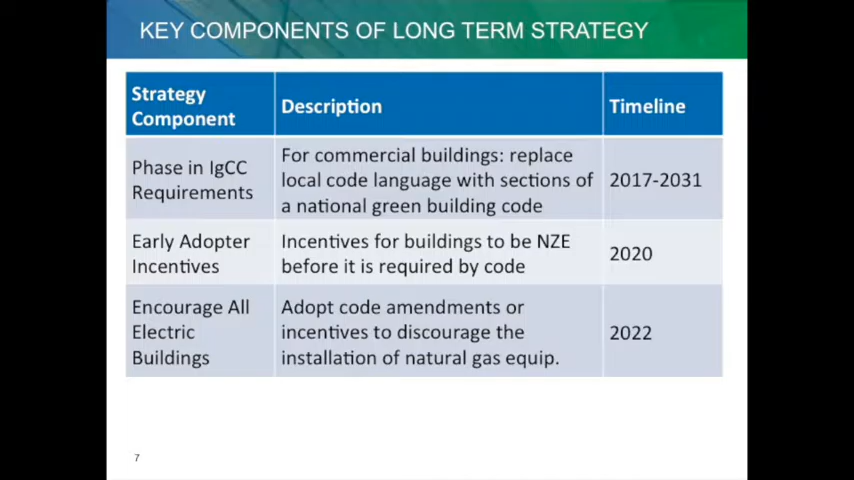 KEY COMPONENTS OF LONG TERM STRATEGY
Strategy
Component
Description
Timeline
Phase in IgCC
Requirements
For commercial buildings: replace
local code language with sections of
a national green building code
2017-2031
Early Adopter
Incentives
Incentives for buildings to be NZE
before it is required by code
2020
Encourage All
Electric
Buildings
Adopt code amendments or
incentives to discourage the
installation of natural gas equip.
2022
7